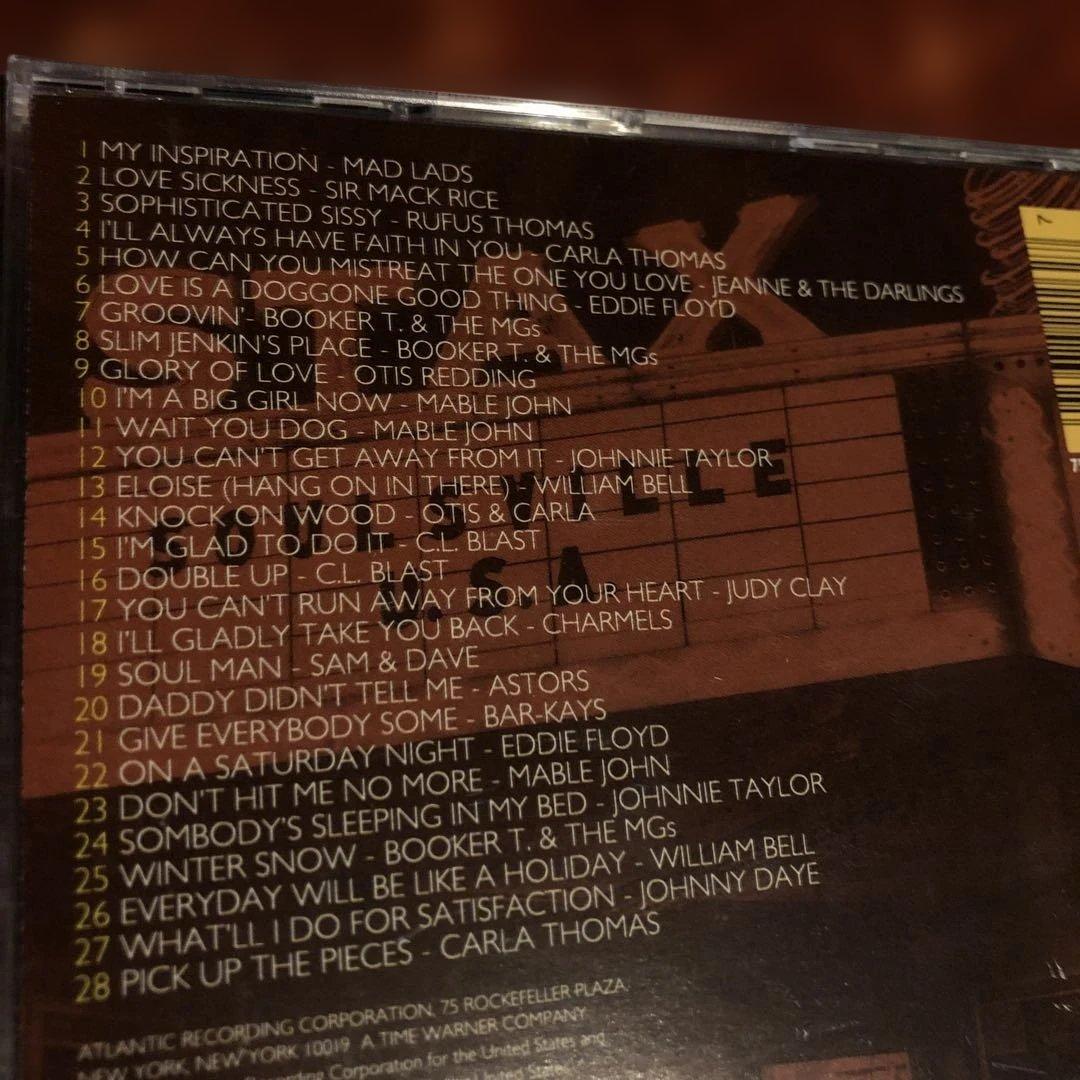 1 MY INSPIRATION - MAD LADS
2 LOVE SICKNESS - SIR MACK RICE
3 SOPHISTICATED SISSY - RUFUS THOMAS
4 I'LL ALWAYS HAVE FAITH IN YOU - CARLA THOMAS
5 HOW CAN YOU MISTREAT THE ONE YOU LOVE - JEANNE & THE DARLINGS
6 LOVE IS A DOGGONE GOOD THING - EDDIE FLOYD
7 GROOVIN' - BOOKER T. & THE MGs
8 SLIM JENKIN'S PLACE - BOOKER T. & THE MGs
9 GLORY OF LOVE - OTIS REDDING
10 I'M A BIG GIRL NOW - MABLE JOHN
11 WAIT YOU DOG - MABLE JOHN
12 YOU CAN'T GET AWAY FROM IT - JOHNNIE TAYLOR
13 ELOISE (HANG ON IN THERE) - WILLIAM BELL
14 KNOCK ON WOOD - OTIS & CARLA
15 I'M GLAD TO DO IT - C.L. BLAST
16 DOUBLE UP - C.L. BLAST
17 YOU CAN'T RUN AWAY FROM YOUR HEART - JUDY CLAY
18 I'LL GLADLY TAKE YOU BACK - CHARMELS
19 SOUL MAN - SAM & DAVE
20 DADDY DIDN'T TELL ME - ASTORS
21 GIVE EVERYBODY SOME - BAR-KAYS
22 ON A SATURDAY NIGHT - EDDIE FLOYD
23 DON'T HIT ME NO MORE - MABLE JOHN
24 SOMBODY'S SLEEPING IN MY BED - JOHNNIE TAYLOR
25 WINTER SNOW - BOOKER T. & THE MGs
26 EVERYDAY WILL BE LIKE A HOLIDAY - WILLIAM BELL
27 WHAT'LL I DO FOR SATISFACTION - JOHNNY DAYE
28 PICK UP THE PIECES - CARLA THOMAS
STAX
SOULSVILLE
U.S.A.
7
ATLANTIC RECORDING CORPORATION, 75 ROCKEFELLER PLAZA
NEW YORK, NEW YORK 10019 A TIME WARNER COMPANY
Recording Corporation for the United States and
United States